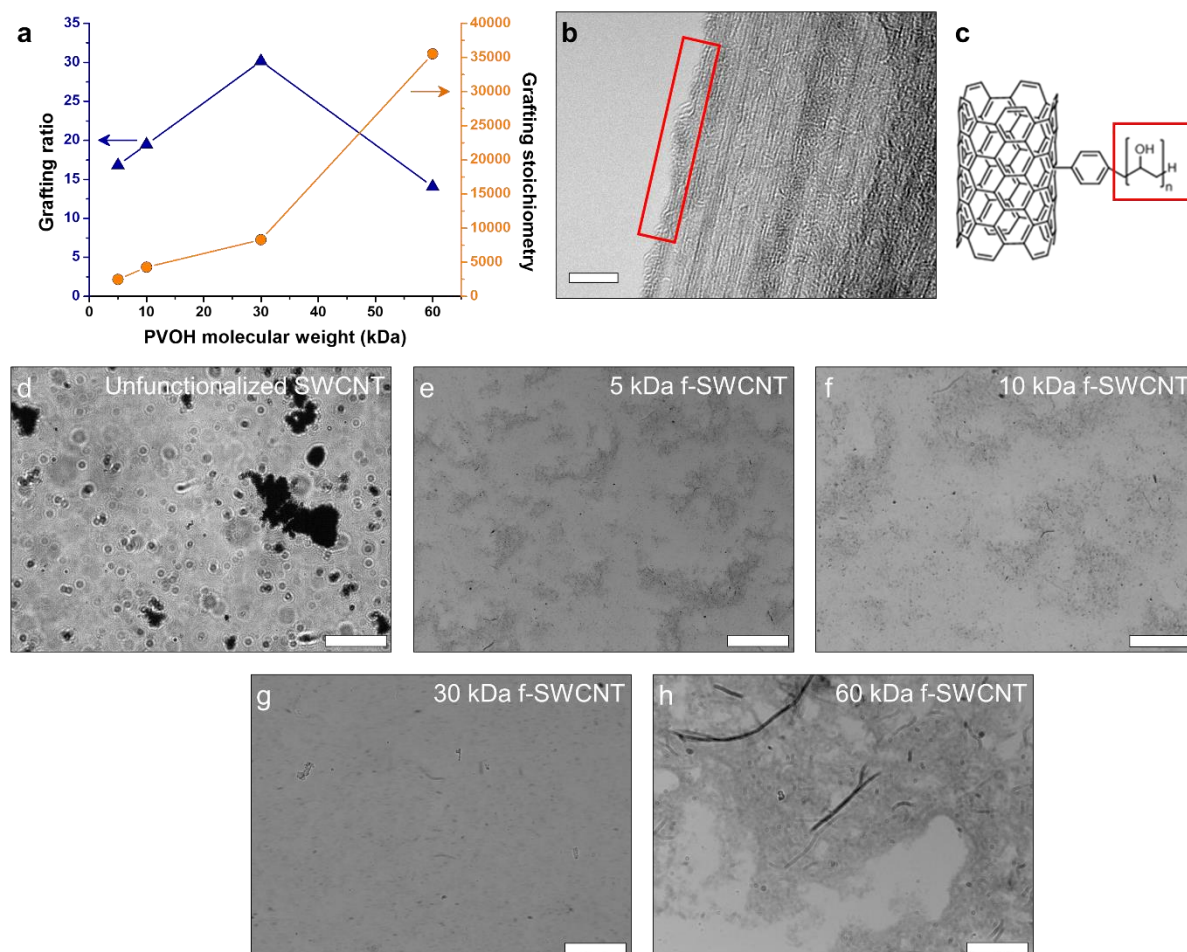 a
35
30
25
20
15
10
5
0
Grafting ratio
0 10 20 30 40 50 60
PVOH molecular weight (kDa)
40000
35000
30000
25000
20000
15000
10000
5000
0
Grafting stoichiometry
b
c
OH
H
n
d Unfunctionalized SWCNT
e 5 kDa f-SWCNT
f 10 kDa f-SWCNT
g 30 kDa f-SWCNT
h 60 kDa f-SWCNT